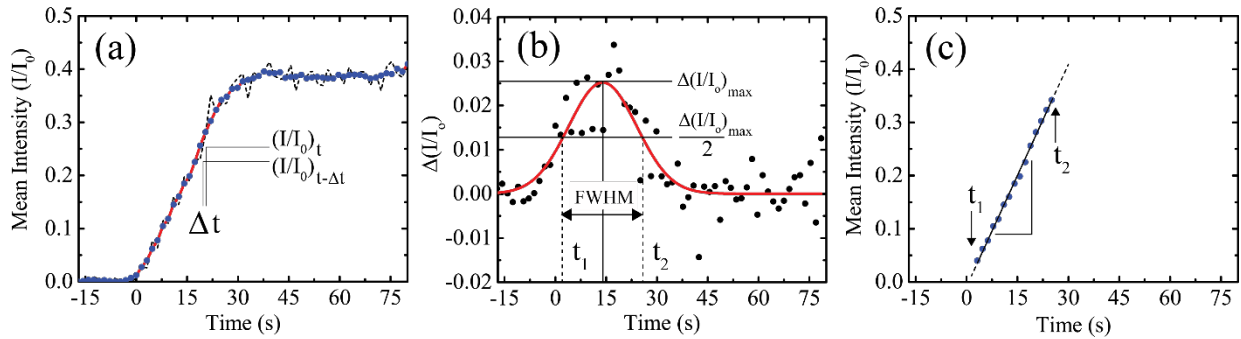 (a)
Mean Intensity (I/I₀)
0.4
0.3
0.2
0.1
0.0
(I/I₀)ₜ
(I/I₀)ₜ₋Δₜ
Δt
-15 0 15 30 45 60 75
Time (s)
(b)
Δ(I/Iₒ)
0.04
0.03
0.02
0.01
0.00
-0.01
-0.02
Δ(I/Iₒ)max
Δ(I/Iₒ)max
2
FWHM
t₁ t₂
-15 0 15 30 45 60 75
Time (s)
(c)
Mean Intensity (I/I₀)
0.5
0.4
0.3
0.2
0.1
0.0
t₁
t₂
-15 0 15 30 45 60 75
Time (s)